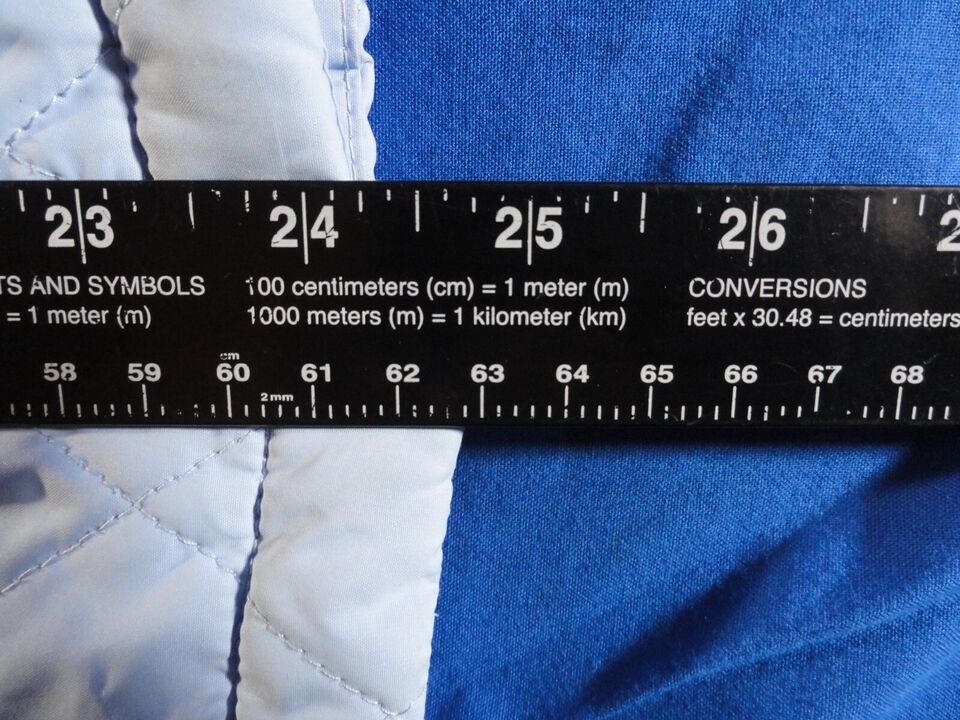 23 24 25 26 2
TS AND SYMBOLS 100 centimeters (cm) = 1 meter (m) CONVERSIONS
= 1 meter (m) 1000 meters (m) = 1 kilometer (km) feet x 30.48 = centimeters
cm
58 59 60 61 62 63 64 65 66 67 68
2mm